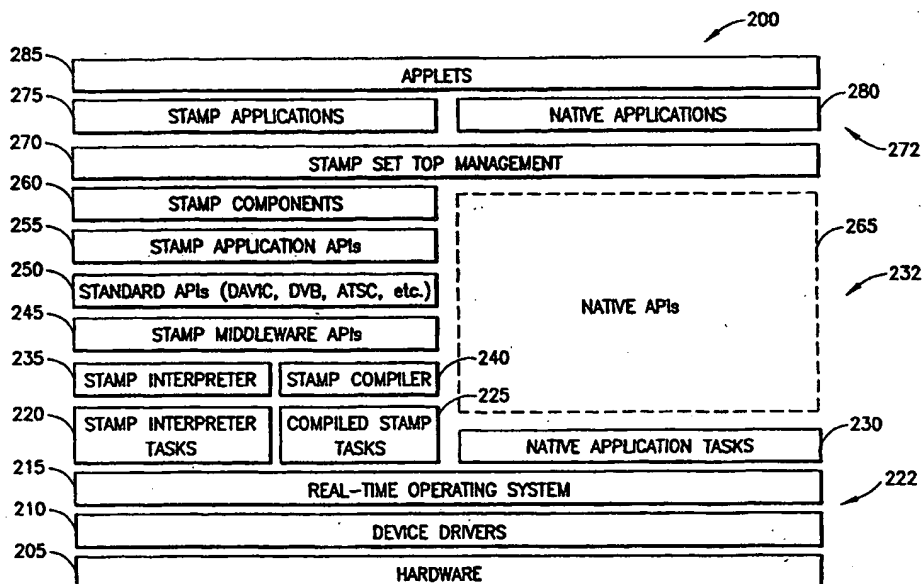 200
285 APPLETS
275 STAMP APPLICATIONS NATIVE APPLICATIONS 280
272
270 STAMP SET TOP MANAGEMENT
260 STAMP COMPONENTS
255 STAMP APPLICATION APIs 265
250 STANDARD APIs (DAVIC, DVB, ATSC, etc.) NATIVE APIs 232
245 STAMP MIDDLEWARE APIs
235 STAMP INTERPRETER STAMP COMPILER 240
220 STAMP INTERPRETER TASKS COMPILED STAMP TASKS 225
NATIVE APPLICATION TASKS 230
215 REAL-TIME OPERATING SYSTEM 222
210 DEVICE DRIVERS
205 HARDWARE